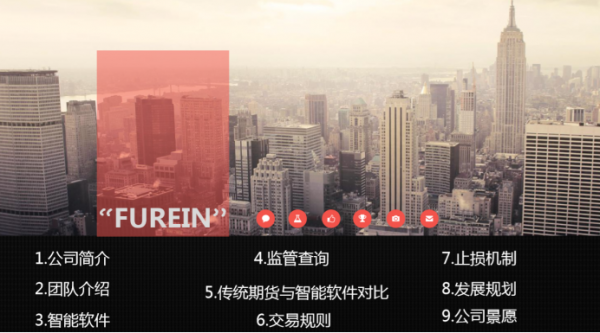 “FUREIN”
1.公司简介
2.团队介绍
3.智能软件
4.监管查询
5.传统期货与智能软件对比
6.交易规则
7.止损机制
8.发展规划
9.公司景愿